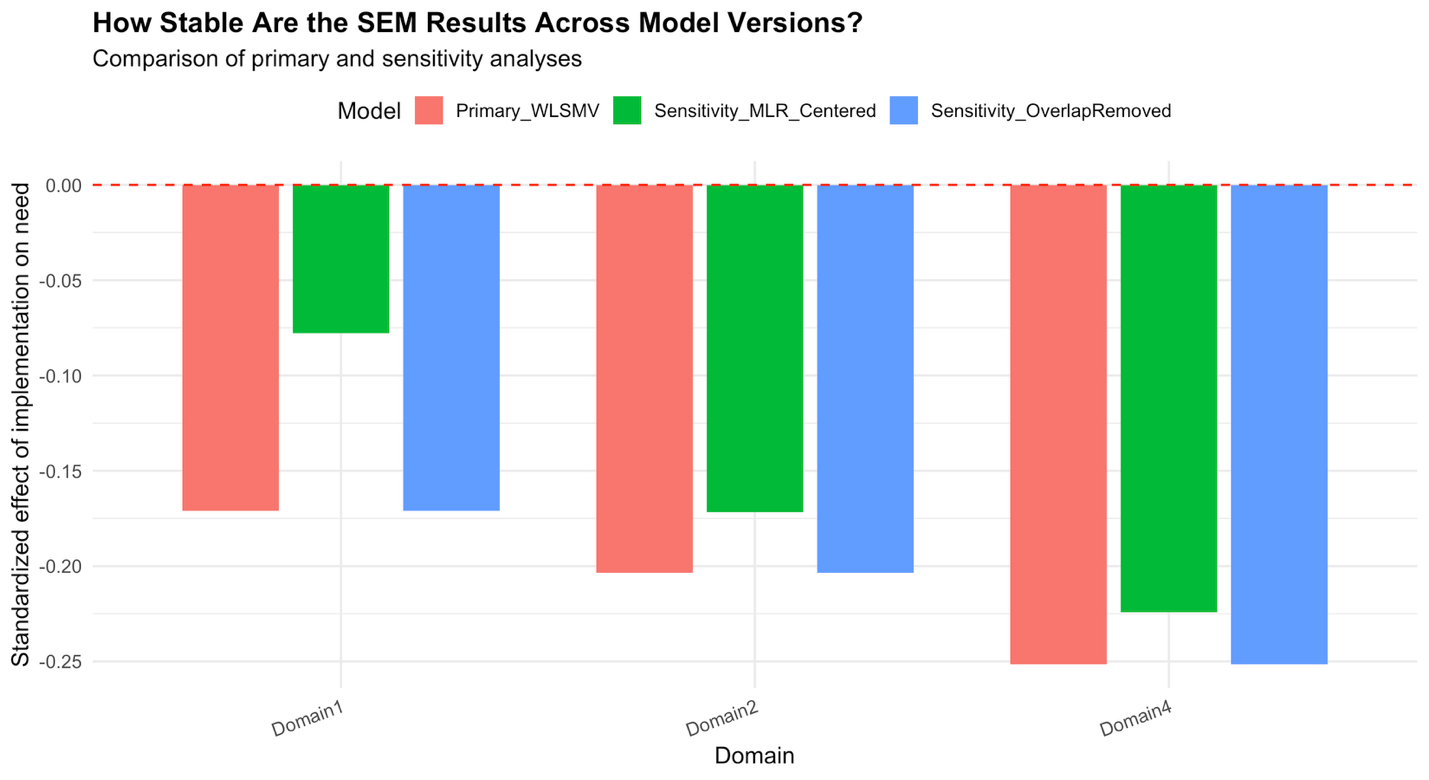 How Stable Are the SEM Results Across Model Versions?
Comparison of primary and sensitivity analyses
Model Primary_WLSMV Sensitivity_MLR_Centered Sensitivity_OverlapRemoved
Standardized effect of implementation on need
0.00
-0.05
-0.10
-0.15
-0.20
-0.25
Domain1 Domain2 Domain4
Domain